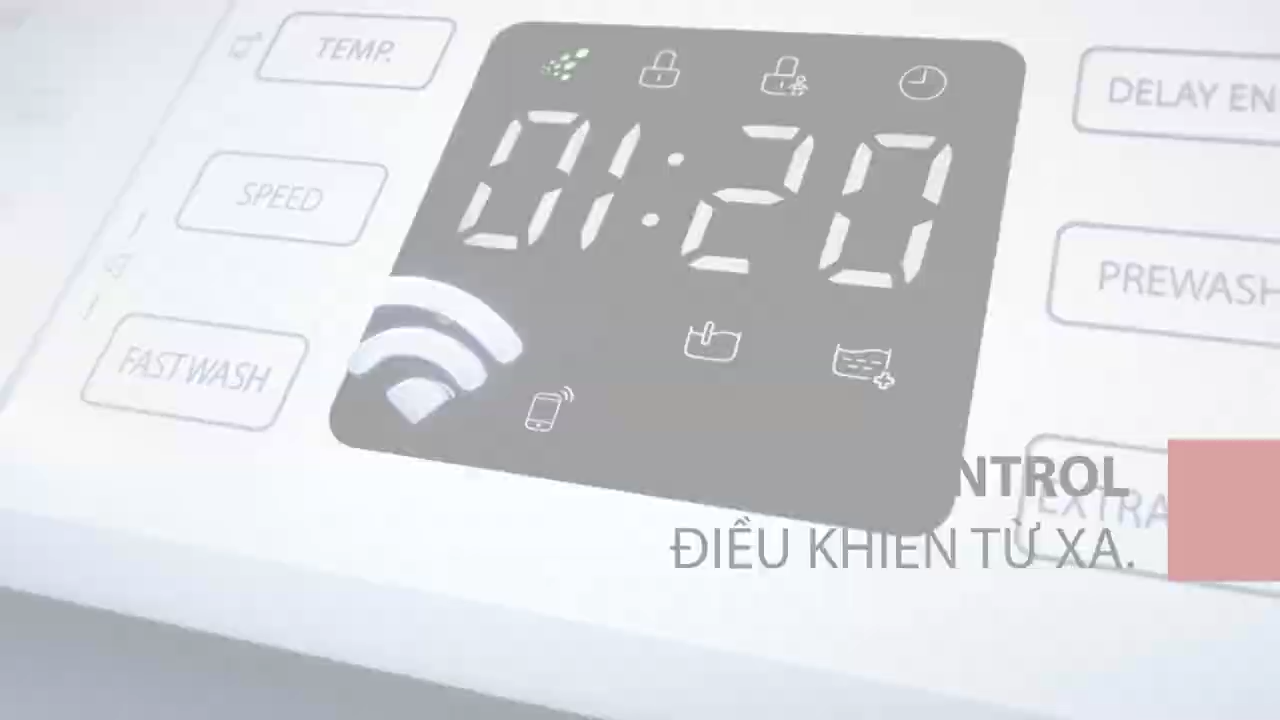 TEMP.
01:20
DELAY EN
SPEED
PREWASH
FASTWASH
NTROL
EXTRA
ĐIỀU KHIỂN TỪ XA.